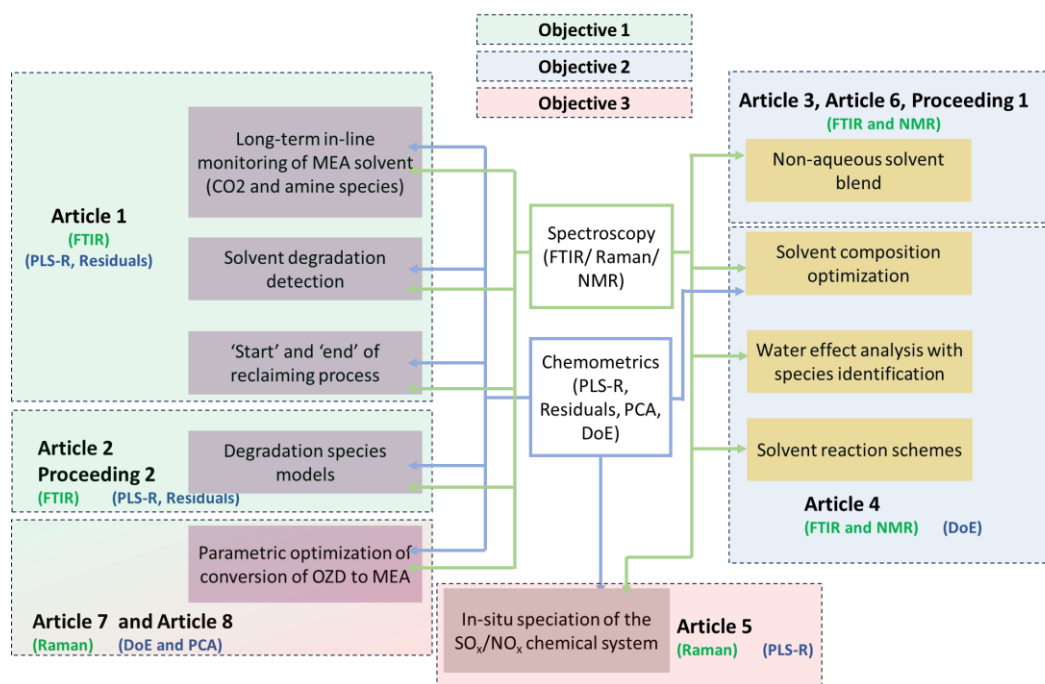 Objective 1
Objective 2
Objective 3
Long-term in-line
monitoring of MEA solvent
(CO2 and amine species)
Article 1
(FTIR)
(PLS-R, Residuals)
Solvent degradation
detection
‘Start’ and ‘end’ of
reclaiming process
Article 2
Proceeding 2
(FTIR) (PLS-R, Residuals)
Degradation species
models
Parametric optimization of
conversion of OZD to MEA
Article 7 and Article 8
(Raman) (DoE and PCA)
Spectroscopy
(FTIR/ Raman/
NMR)
Chemometrics
(PLS-R,
Residuals, PCA,
DoE)
In-situ speciation of the
SOₓ/NOₓ chemical system
Article 5
(Raman) (PLS-R)
Article 3, Article 6, Proceeding 1
(FTIR and NMR)
Non-aqueous solvent
blend
Solvent composition
optimization
Water effect analysis with
species identification
Solvent reaction schemes
Article 4
(FTIR and NMR) (DoE)